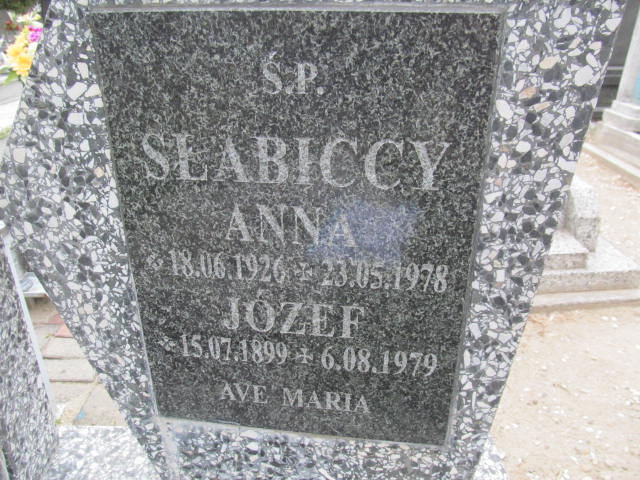 Ś.P.
SŁABICCY
ANNA
* 18.06.1926 + 23.05.1978
JÓZEF
* 15.07.1899 + 6.08.1979
AVE MARIA